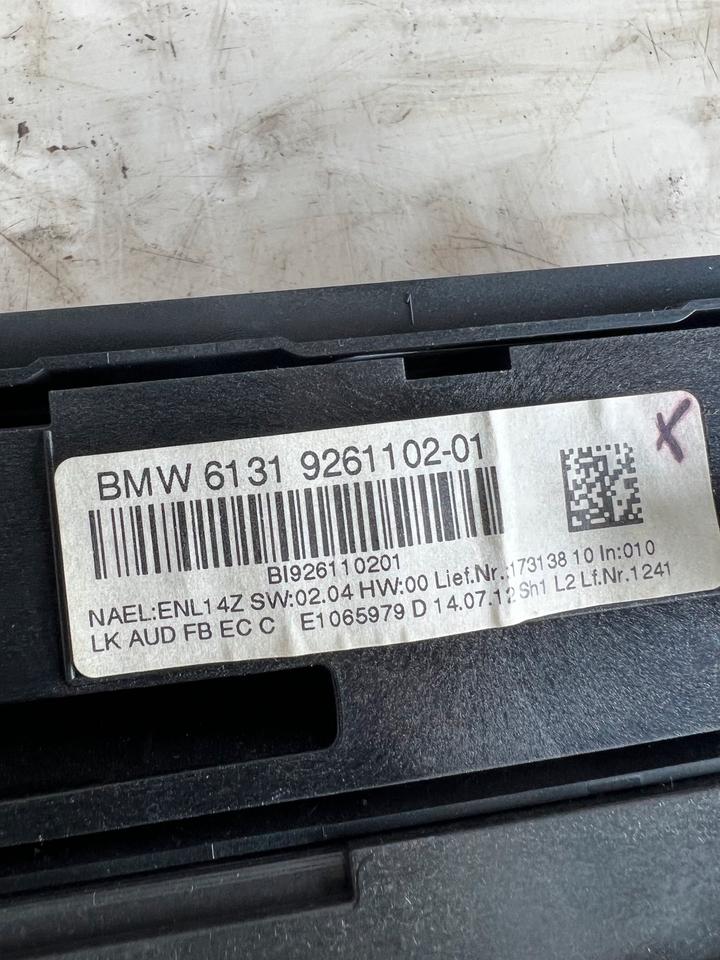 BMW 6131 9261102-01
BI926110201
NAEL:ENL14Z SW:02.04 HW:00 Lief.Nr.:173138 10 In:010
LK AUD FB EC C E1065979 D 14.07.12 Sh1 L2 Lf.Nr.1241
X